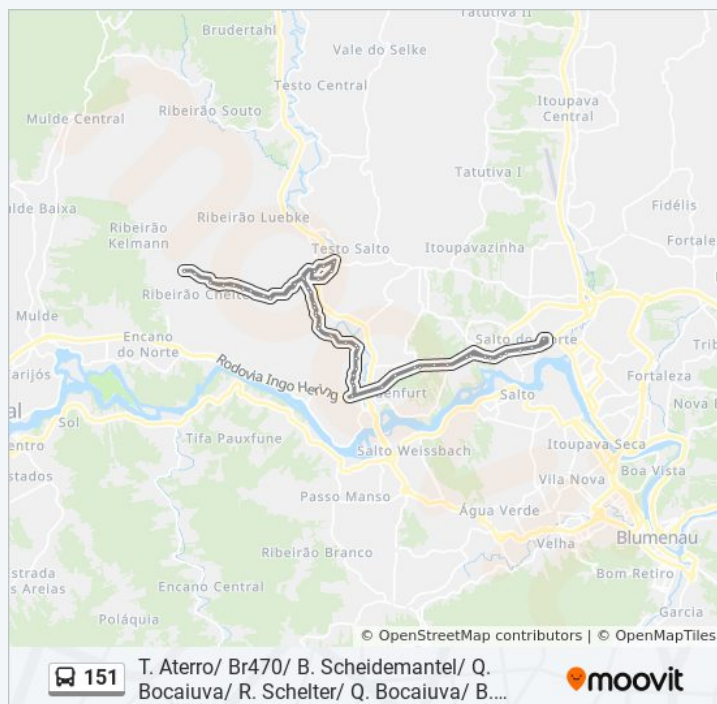 Tatutiva II
Brudertahl
Vale do Selke
Testo Central
Ribeirão Souto
Itoupava
Central
Mulde Central
Tatutiva I
Fidélis
ulde Baixa
Ribeirão Luebke
Ribeirão
Kelmann
Testo Salto
Itoupavazinha
Fortale
Ribeirão
Mulde
Encano
do Norte
Salto do Norte
Trib
Rodovia Ingo Hering
enfurt
Salto
Fortaleza
Carijós
al
Sol
Nova E
entro
Tifa Pauxfune
Salto Weissbach
Itoupava Seca
Boa Vista
stados
Passo Manso
Vila Nova
Água Verde
Blumenau
Ribeirão Branco
Velha
strada
as Areias
Encano Central
Bom Retiro
Garcia
Poláquia
© OpenStreetMap contributors | © OpenMapTiles
151
T. Aterro/ Br470/ B. Scheidemantel/ Q.
Bocaiuva/ R. Schelter/ Q. Bocaiuva/ B....
moovit